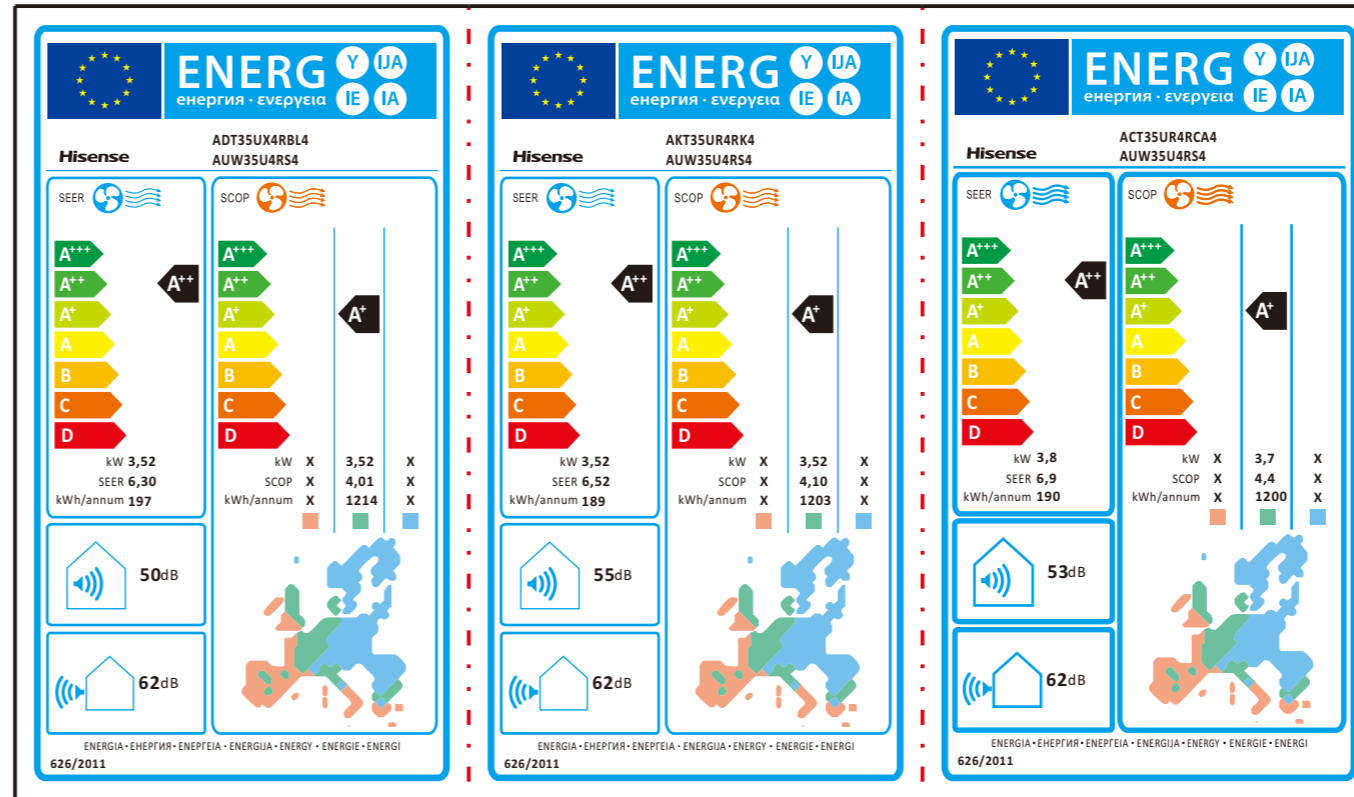 ENERG Y IJA IE IA
енергия · ενεργεια
ADT35UX4RBL4
Hisense AUW35U4RS4
SEER
A+++
A++
A+
A
B
C
D
A++
kW 3,52
SEER 6,30
kWh/annum 197
SCOP
A+++
A++
A+
A
B
C
D
A+
kW X 3,52 X
SCOP X 4,01 X
kWh/annum X 1214 X
50dB
62dB
ENERGIA·ЕНЕРГИЯ·ΕΝΕΡΓΕΙΑ·ENERGIJA·ENERGY·ENERGIE·ENERGI
626/2011
ENERG Y IJA IE IA
енергия · ενεργεια
AKT35UR4RK4
Hisense AUW35U4RS4
SEER
A+++
A++
A+
A
B
C
D
A++
kW 3,52
SEER 6,52
kWh/annum 189
SCOP
A+++
A++
A+
A
B
C
D
A+
kW X 3,52 X
SCOP X 4,10 X
kWh/annum X 1203 X
55dB
62dB
ENERGIA·ЕНЕРГИЯ·ΕΝΕΡΓΕΙΑ·ENERGIJA·ENERGY·ENERGIE·ENERGI
626/2011
ENERG Y IJA IE IA
енергия · ενεργεια
ACT35UR4RCA4
Hisense AUW35U4RS4
SEER
A+++
A++
A+
A
B
C
D
A++
kW 3,8
SEER 6,9
kWh/annum 190
SCOP
A+++
A++
A+
A
B
C
D
A+
kW X 3,7 X
SCOP X 4,4 X
kWh/annum X 1200 X
53dB
62dB
ENERGIA·ЕНЕРГИЯ·ΕΝΕΡΓΕΙΑ·ENERGIJA·ENERGY·ENERGIE·ENERGI
626/2011